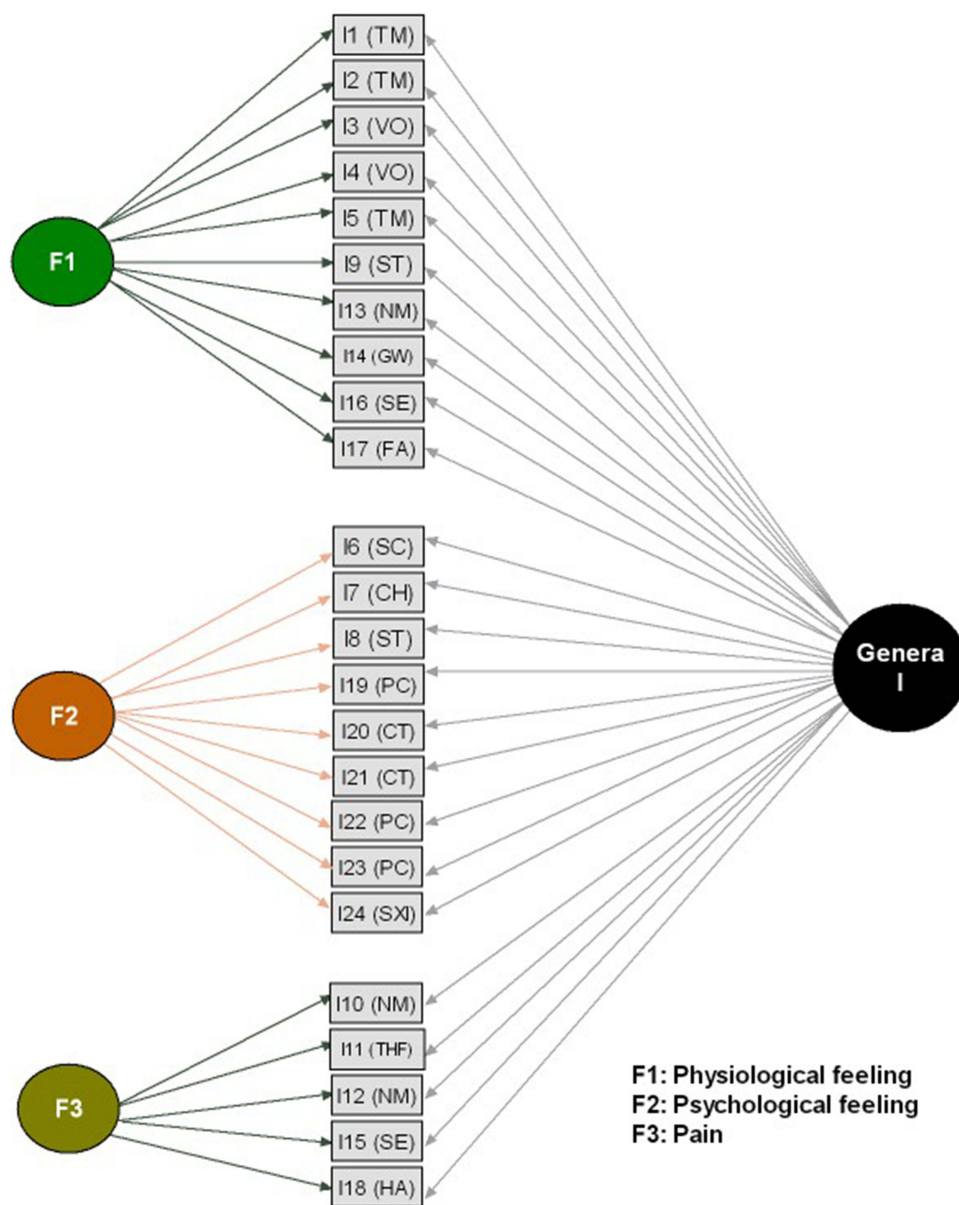 I1 (TM)
I2 (TM)
I3 (VO)
I4 (VO)
I5 (TM)
F1
I9 (ST)
I13 (NM)
I14 (GW)
I16 (SE)
I17 (FA)
I6 (SC)
I7 (CH)
I8 (ST)
I19 (PC)
F2
I20 (CT)
I21 (CT)
I22 (PC)
I23 (PC)
I24 (SXI)
Genera
l
I10 (NM)
I11 (THF)
I12 (NM)
F3
I15 (SE)
I18 (HA)
F1: Physiological feeling
F2: Psychological feeling
F3: Pain